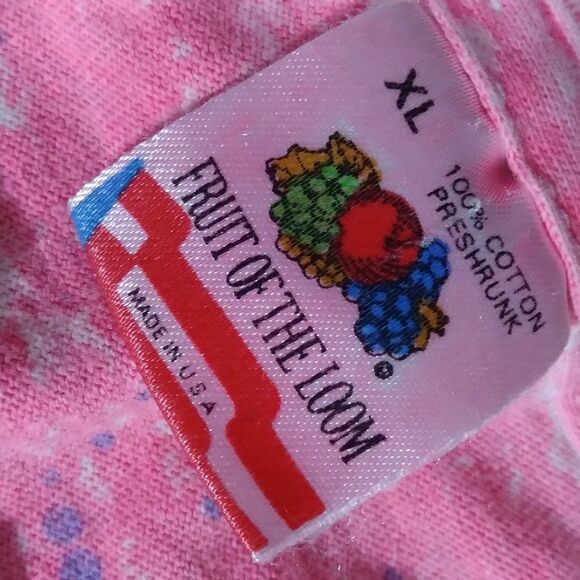 XL
100% COTTON
PRESHRUNK
®
FRUIT OF THE LOOM
MADE IN U.S.A